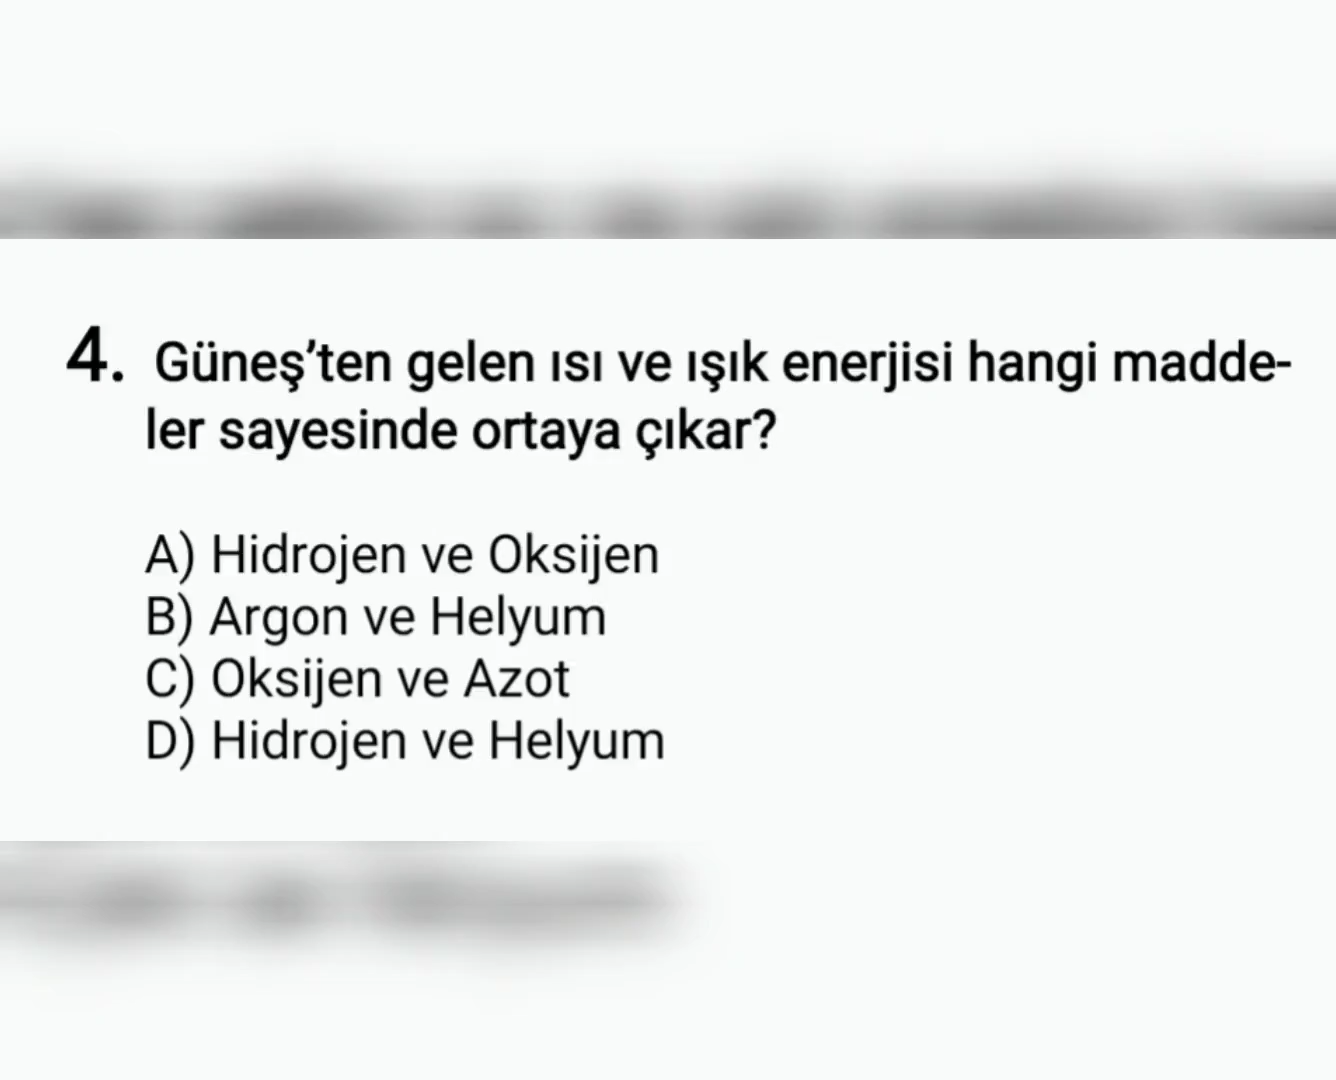 4. Güneş’ten gelen ısı ve ışık enerjisi hangi madde-
ler sayesinde ortaya çıkar?
A) Hidrojen ve Oksijen
B) Argon ve Helyum
C) Oksijen ve Azot
D) Hidrojen ve Helyum